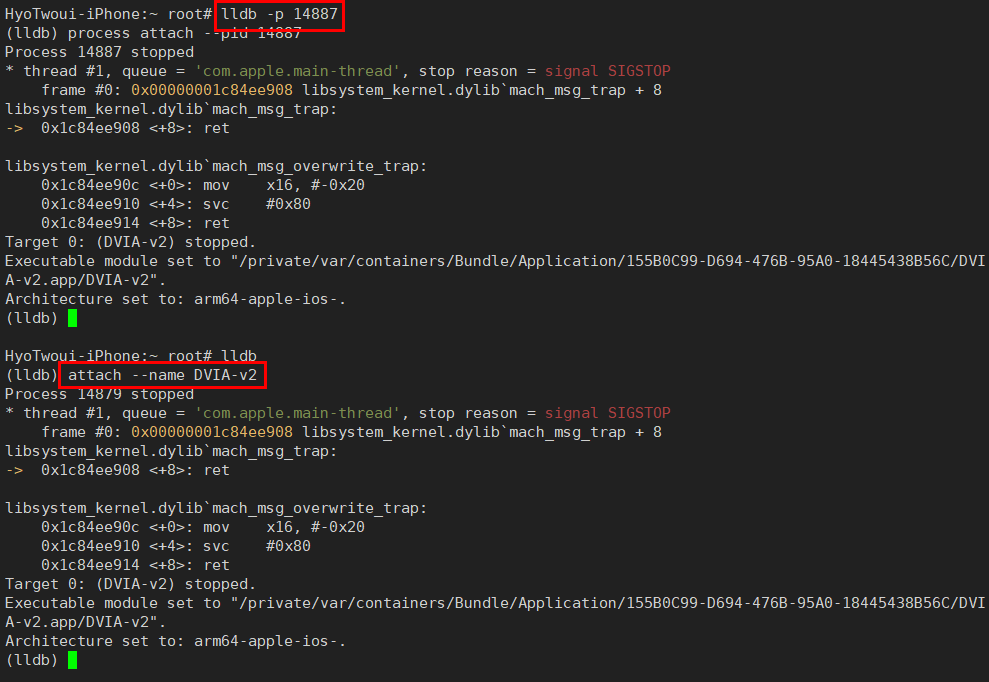 HyoTwoui-iPhone:~ root# lldb -p 14887
(lldb) process attach --pid 14887
Process 14887 stopped
* thread #1, queue = 'com.apple.main-thread', stop reason = signal SIGSTOP
    frame #0: 0x00000001c84ee908 libsystem_kernel.dylib`mach_msg_trap + 8
libsystem_kernel.dylib`mach_msg_trap:
->  0x1c84ee908 <+8>: ret

libsystem_kernel.dylib`mach_msg_overwrite_trap:
    0x1c84ee90c <+0>: mov    x16, #-0x20
    0x1c84ee910 <+4>: svc    #0x80
    0x1c84ee914 <+8>: ret
Target 0: (DVIA-v2) stopped.
Executable module set to "/private/var/containers/Bundle/Application/155B0C99-D694-476B-95A0-18445438B56C/DVI
A-v2.app/DVIA-v2".
Architecture set to: arm64-apple-ios-.
(lldb)

HyoTwoui-iPhone:~ root# lldb
(lldb) attach --name DVIA-v2
Process 14879 stopped
* thread #1, queue = 'com.apple.main-thread', stop reason = signal SIGSTOP
    frame #0: 0x00000001c84ee908 libsystem_kernel.dylib`mach_msg_trap + 8
libsystem_kernel.dylib`mach_msg_trap:
->  0x1c84ee908 <+8>: ret

libsystem_kernel.dylib`mach_msg_overwrite_trap:
    0x1c84ee90c <+0>: mov    x16, #-0x20
    0x1c84ee910 <+4>: svc    #0x80
    0x1c84ee914 <+8>: ret
Target 0: (DVIA-v2) stopped.
Executable module set to "/private/var/containers/Bundle/Application/155B0C99-D694-476B-95A0-18445438B56C/DVI
A-v2.app/DVIA-v2".
Architecture set to: arm64-apple-ios-.
(lldb)